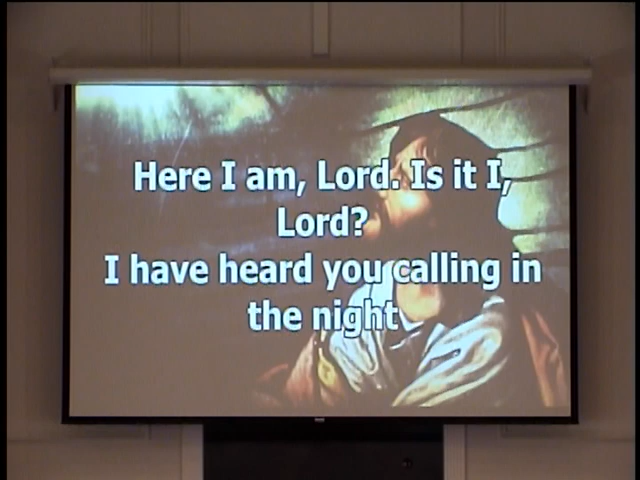 Here I am, Lord. Is it I,
Lord?
I have heard you calling in
the night